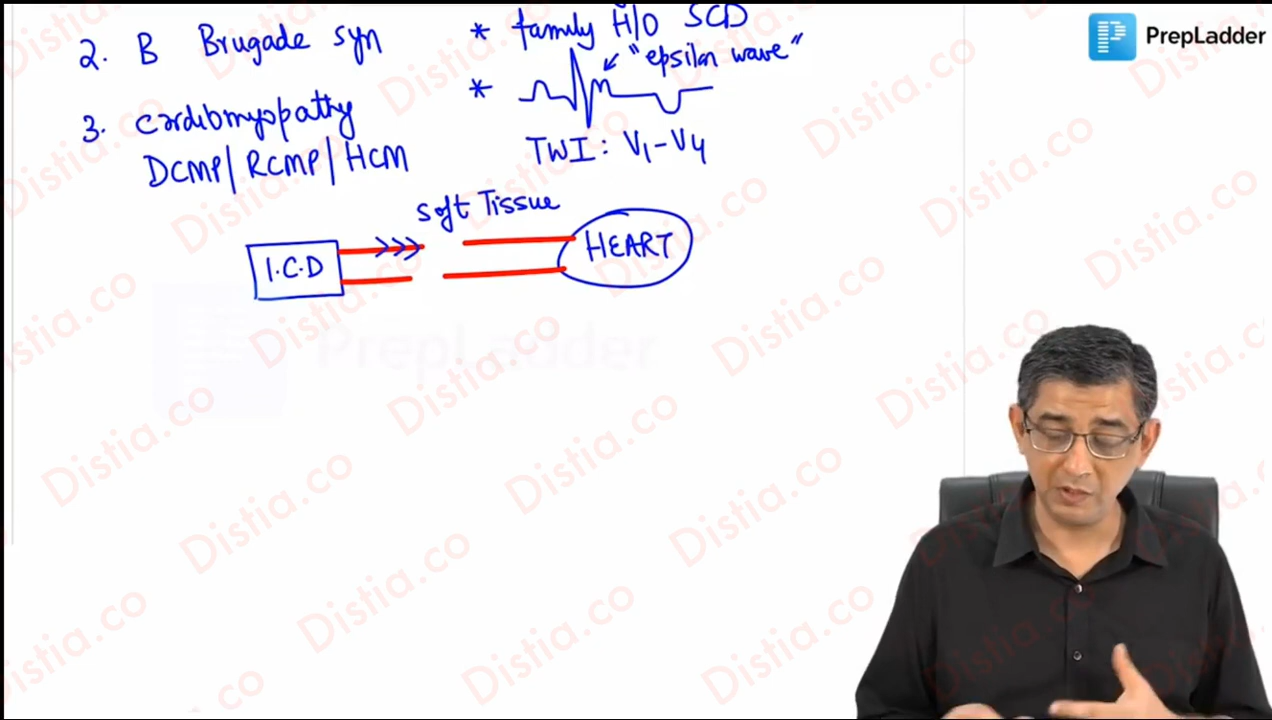 2. B Brugade syn
3. Cardiomyopathy
DCMP/ RCMP/ HCM
* family H/O SCD
* "epsilon wave"
TWI: V1-V4
Soft Tissue
I.C.D
HEART
PrepLadder
PrepLadder
Distia.co